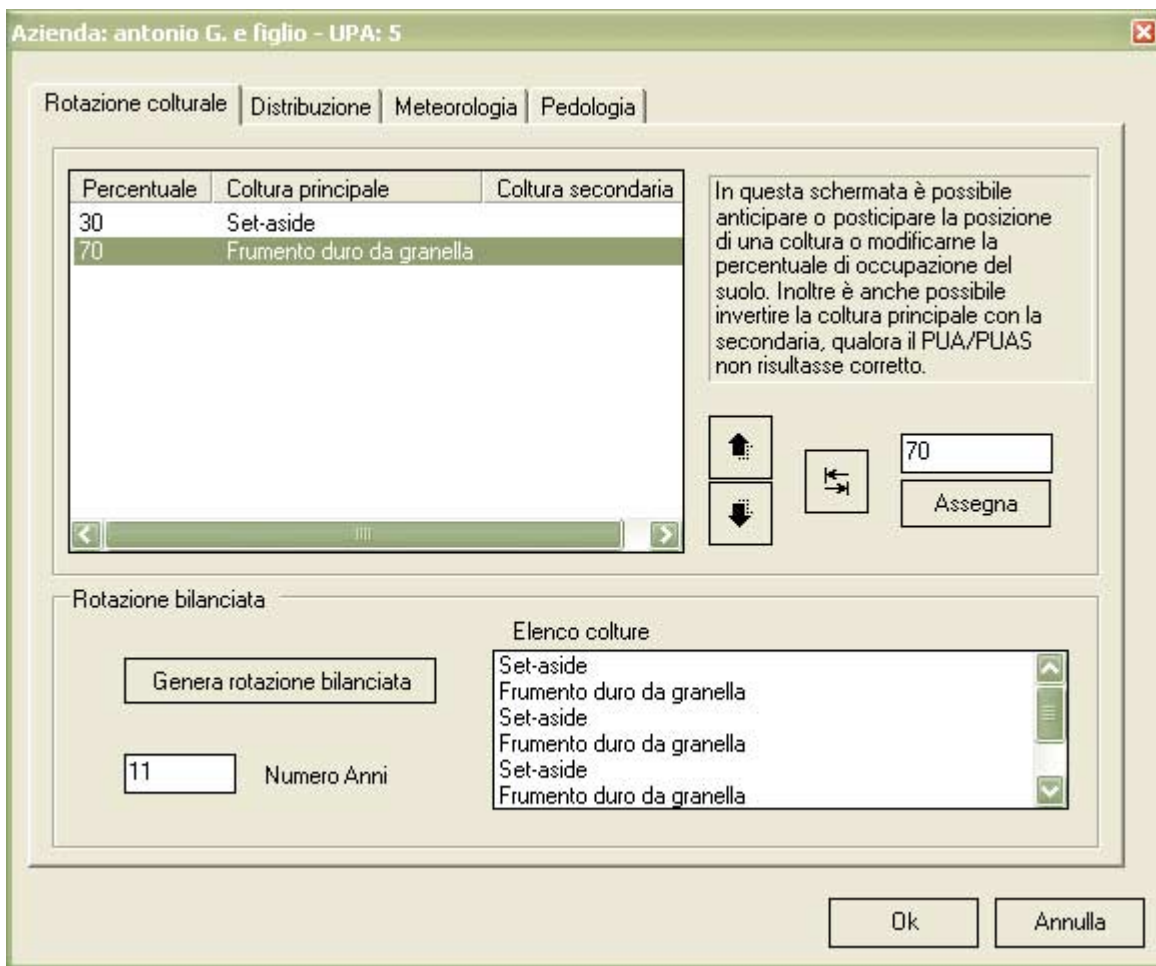 Azienda: antonio G. e figlio - UPA: 5
Rotazione colturale Distribuzione Meteorologia Pedologia
Percentuale Coltura principale Coltura secondaria
30 Set-aside
70 Frumento duro da granella
In questa schermata è possibile
anticipare o posticipare la posizione
di una coltura o modificarne la
percentuale di occupazione del
suolo. Inoltre è anche possibile
invertire la coltura principale con la
secondaria, qualora il PUA/PUAS
non risultasse corretto.
70
Assegna
Rotazione bilanciata
Genera rotazione bilanciata
11 Numero Anni
Elenco colture
Set-aside
Frumento duro da granella
Set-aside
Frumento duro da granella
Set-aside
Frumento duro da granella
Ok Annulla